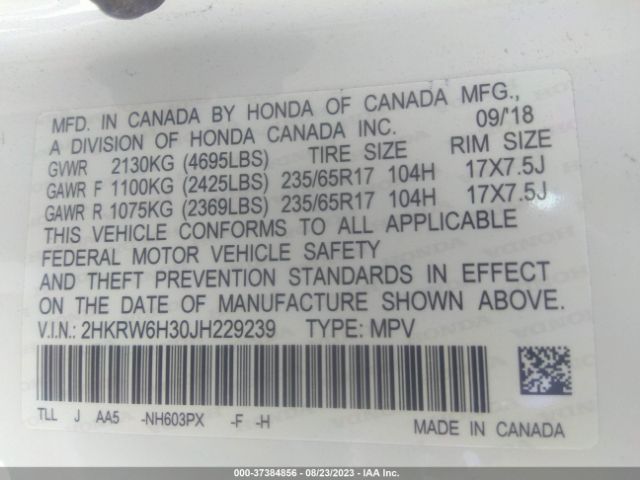 MFD. IN CANADA BY HONDA OF CANADA MFG.,
A DIVISION OF HONDA CANADA INC. 09/'18
GVWR 2130KG (4695LBS) TIRE SIZE RIM SIZE
GAWR F 1100KG (2425LBS) 235/65R17 104H 17X7.5J
GAWR R 1075KG (2369LBS) 235/65R17 104H 17X7.5J
THIS VEHICLE CONFORMS TO ALL APPLICABLE
FEDERAL MOTOR VEHICLE SAFETY
AND THEFT PREVENTION STANDARDS IN EFFECT
ON THE DATE OF MANUFACTURE SHOWN ABOVE.
V.I.N.: 2HKRW6H30JH229239 TYPE: MPV
TLL J AA5 -NH603PX -F -H
MADE IN CANADA
000-37384856 | 08/23/2023 | IAA Inc.